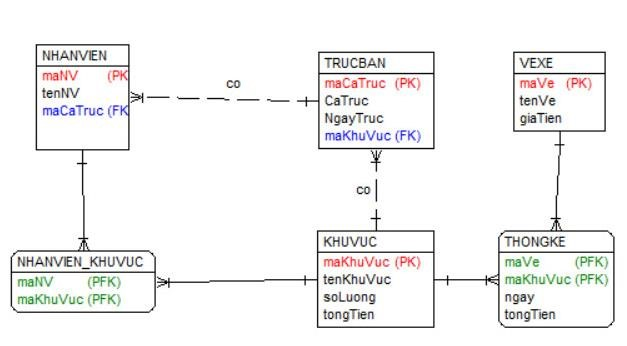 NHANVIEN
maNV (PK
tenNV
maCaTruc (FK
co
TRUCBAN
maCaTruc (PK)
CaTruc
NgayTruc
maKhuVuc (FK)
VEXE
maVe (PK)
tenVe
giaTien
co
NHANVIEN_KHUVUC
maNV (PFK)
maKhuVuc (PFK)
KHUVUC
maKhuVuc (PK)
tenKhuVuc
soLuong
tongTien
THONGKE
maVe (PFK)
maKhuVuc (PFK)
ngay
tongTien